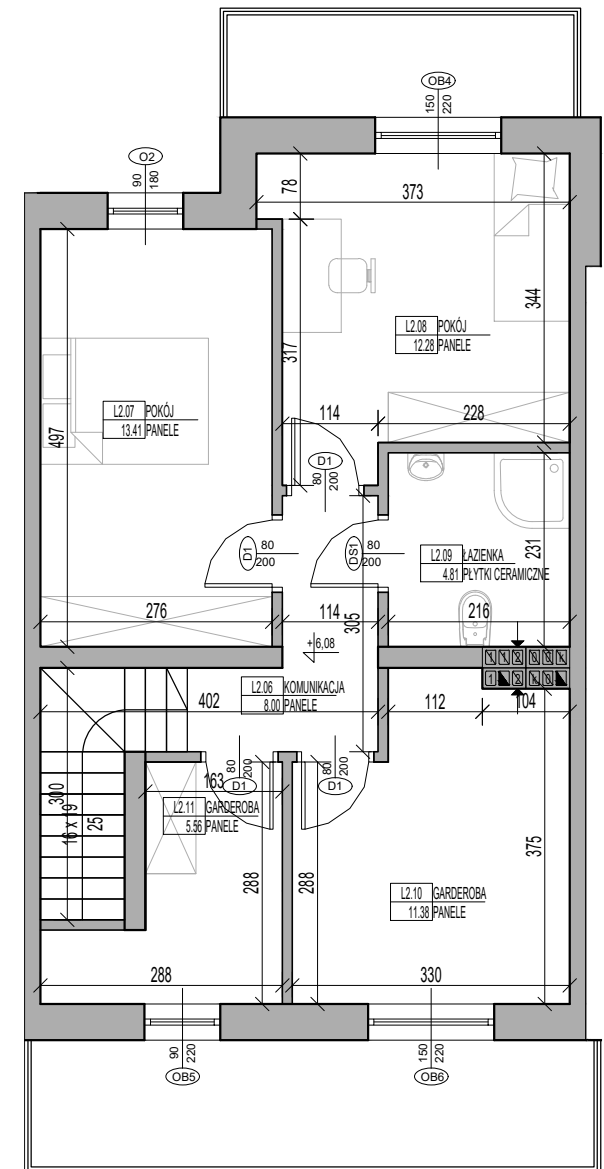 OB4
150
220
O2
90
180
78
373
344
L2.08 POKÓJ
12.28 PANELE
317
L2.07 POKÓJ
13.41 PANELE
497
114
228
D1
80
200
D1
80
200
DS1
80
200
L2.09 ŁAZIENKA
4.81 PŁYTKI CERAMICZNE
231
276
114
305
216
+6,08
L2.06 KOMUNIKACJA
8.00 PANELE
402
112
104
163
80
200
D1
80
200
D1
300
16 x 19
25
L2.11 GARDEROBA
5.56 PANELE
288
288
375
L2.10 GARDEROBA
11.38 PANELE
288
330
90
220
OB5
150
220
OB6